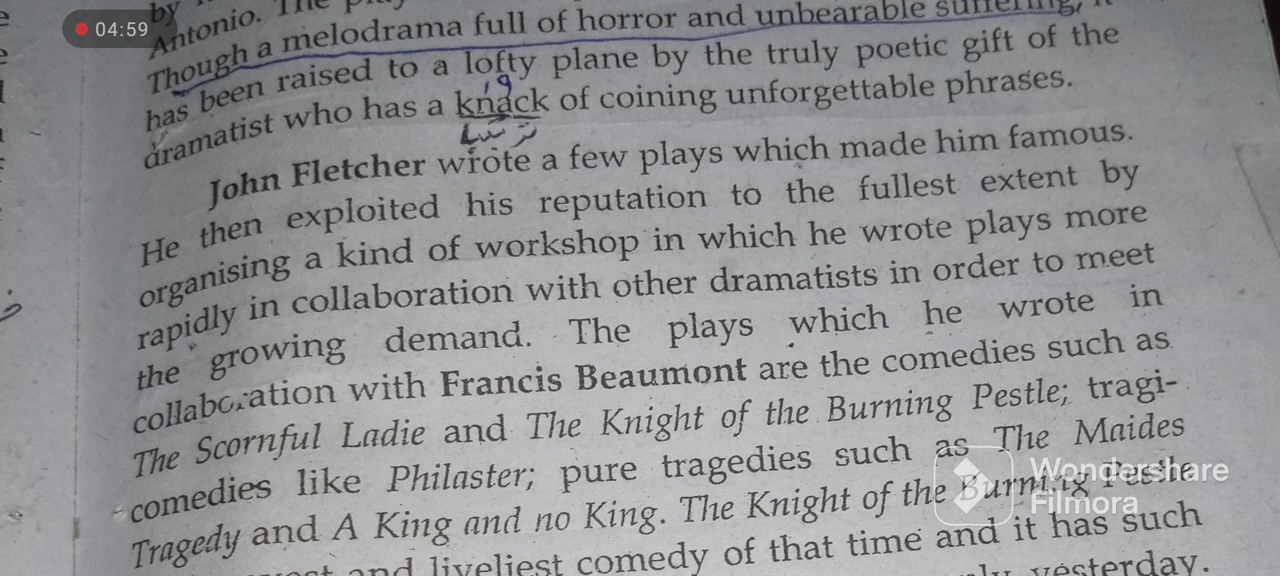 04:59
by
Antonio. The
Though a melodrama full of horror and unbearable suffering,
has been raised to a lofty plane by the truly poetic gift of the
dramatist who has a knack of coining unforgettable phrases.
John Fletcher wrote a few plays which made him famous.
He then exploited his reputation to the fullest extent by
organising a kind of workshop in which he wrote plays more
rapidly in collaboration with other dramatists in order to meet
the growing demand. The plays which he wrote in
collaboration with Francis Beaumont are the comedies such as
The Scornful Ladie and The Knight of the Burning Pestle; tragi-
comedies like Philaster; pure tragedies such as The Maides
Tragedy and A King and no King. The Knight of the Burning Pestle
and liveliest comedy of that time and it has such
yesterday.
Wondershare
Filmora